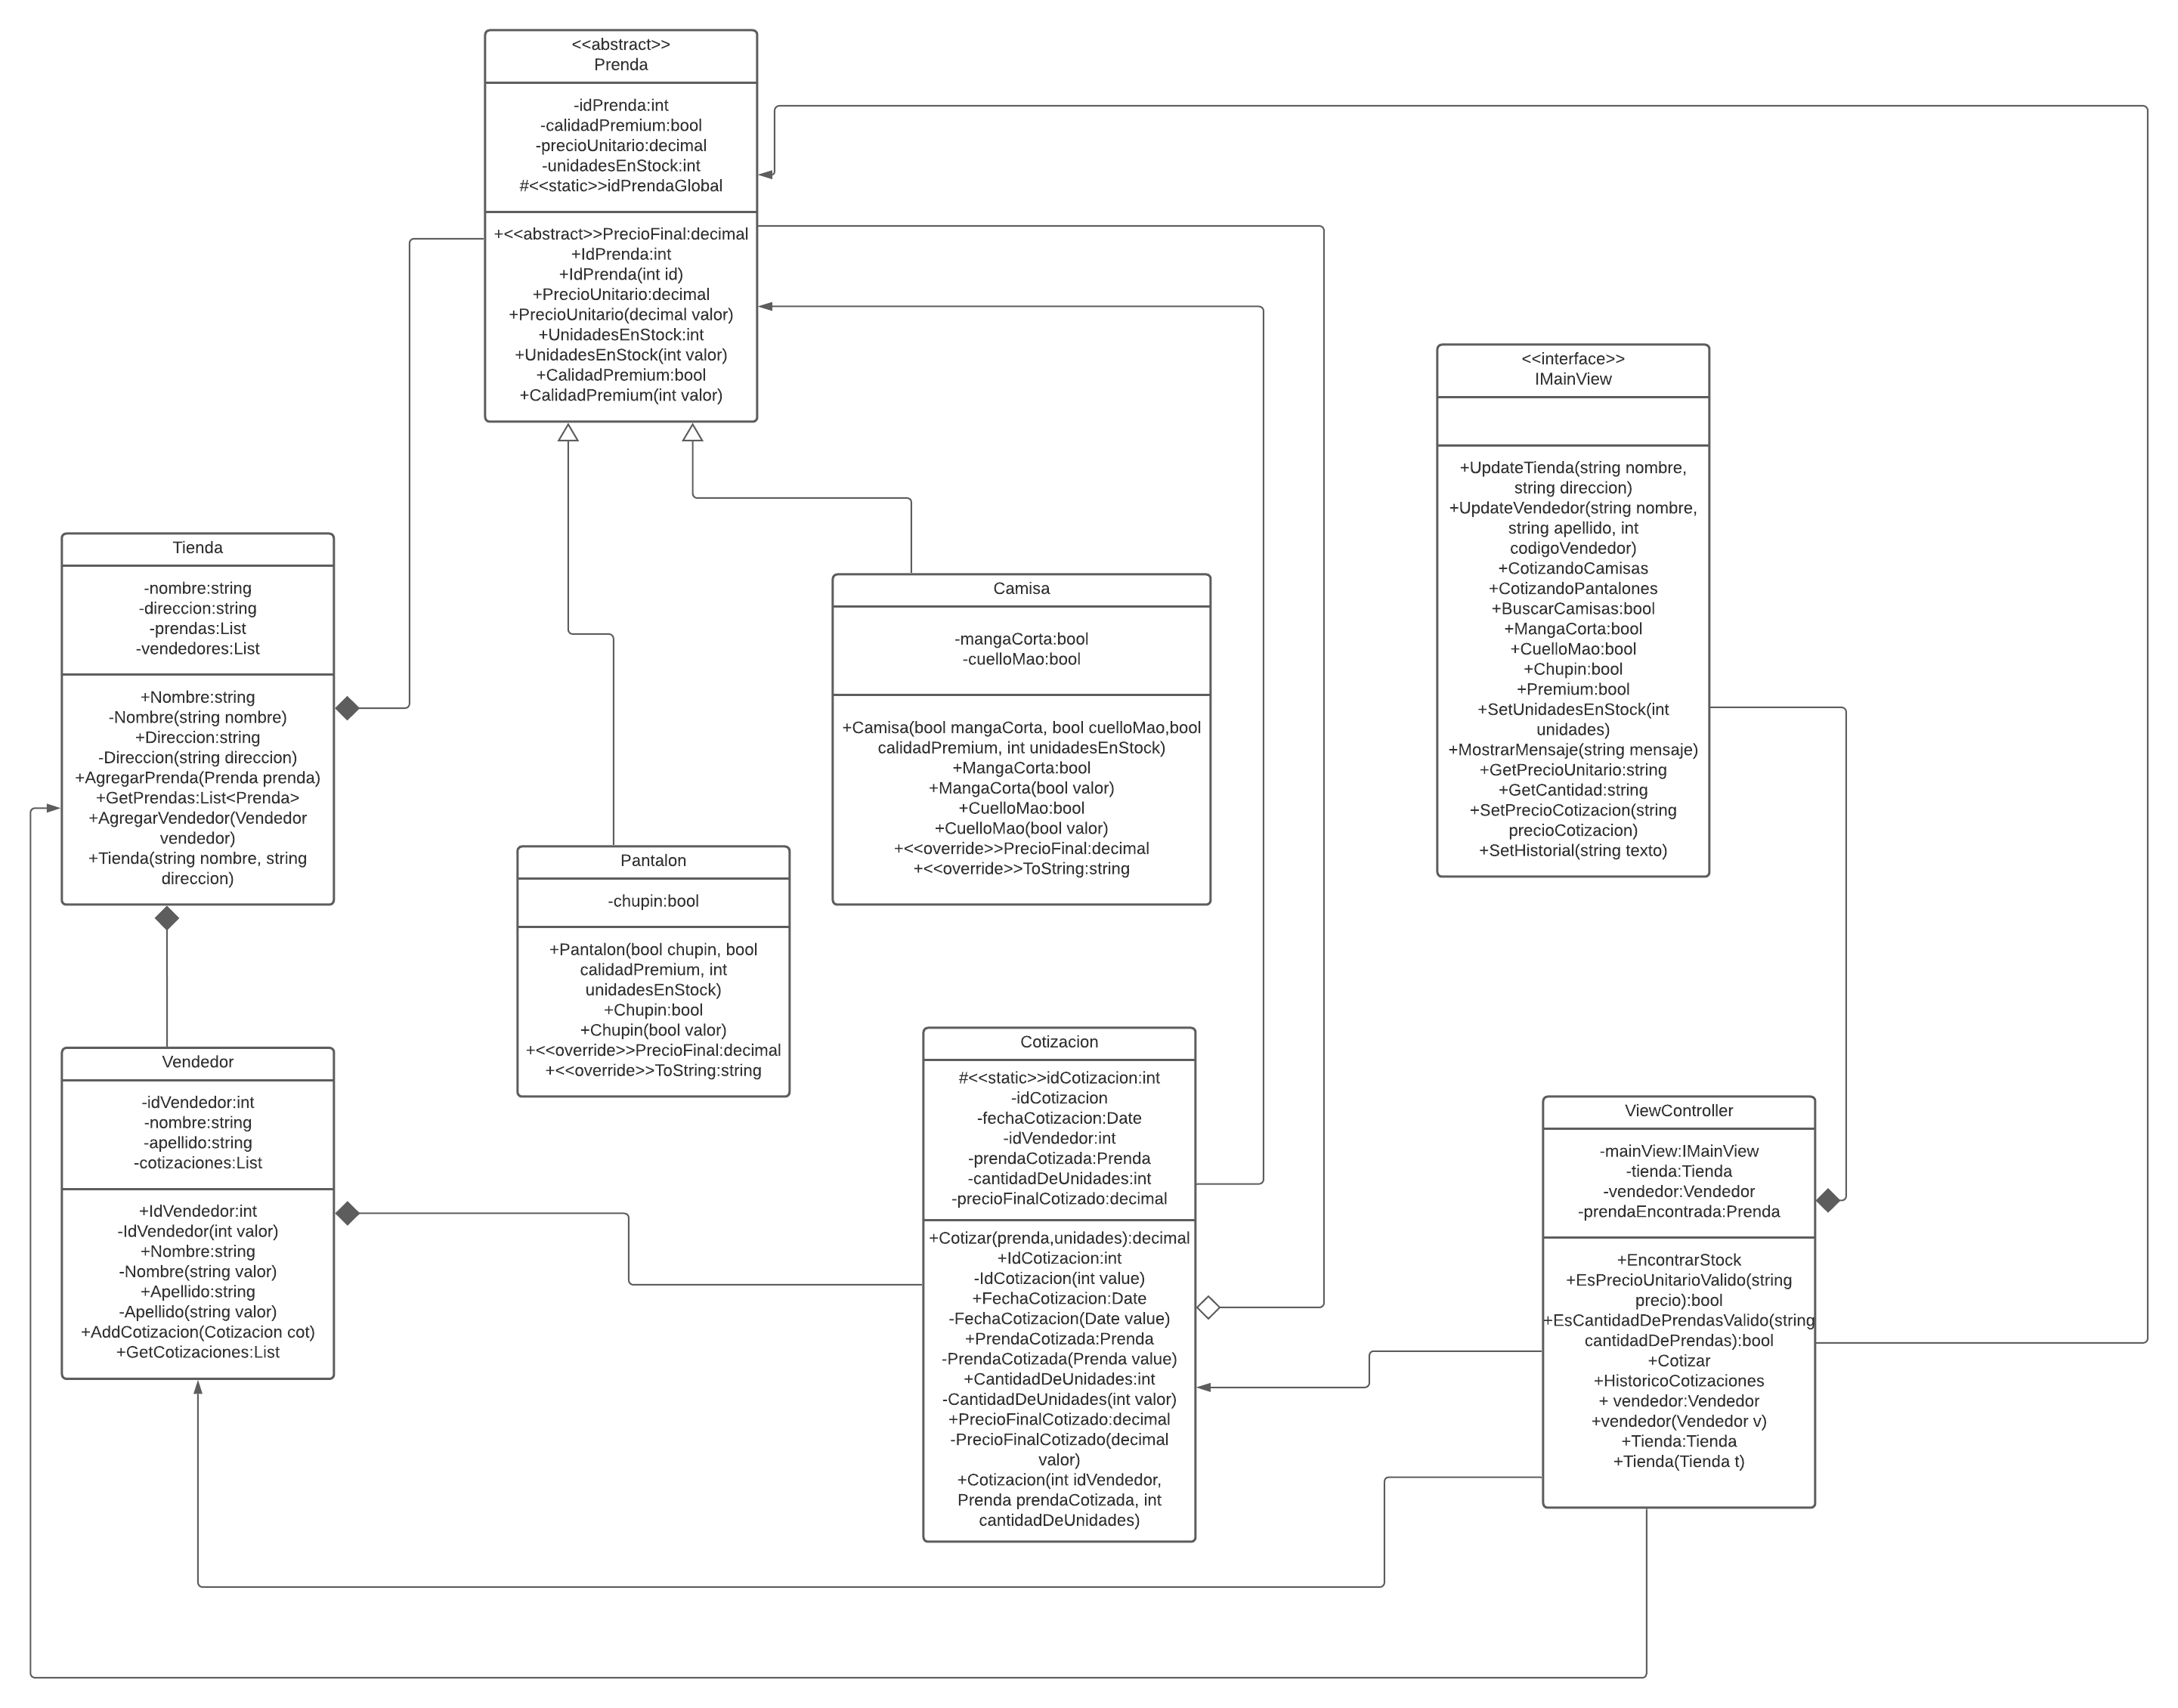 <<abstract>>
Prenda
-idPrenda:int
-calidadPremium:bool
-precioUnitario:decimal
-unidadesEnStock:int
#<<static>>idPrendaGlobal
+<<abstract>>PrecioFinal:decimal
+IdPrenda:int
+IdPrenda(int id)
+PrecioUnitario:decimal
+PrecioUnitario(decimal valor)
+UnidadesEnStock:int
+UnidadesEnStock(int valor)
+CalidadPremium:bool
+CalidadPremium(int valor)
<<interface>>
IMainView
+UpdateTienda(string nombre,
string direccion)
+UpdateVendedor(string nombre,
string apellido, int
codigoVendedor)
+CotizandoCamisas
+CotizandoPantalones
+BuscarCamisas:bool
+MangaCorta:bool
+CuelloMao:bool
+Chupin:bool
+Premium:bool
+SetUnidadesEnStock(int
unidades)
+MostrarMensaje(string mensaje)
+GetPrecioUnitario:string
+GetCantidad:string
+SetPrecioCotizacion(string
precioCotizacion)
+SetHistorial(string texto)
Tienda
-nombre:string
-direccion:string
-prendas:List
-vendedores:List
+Nombre:string
-Nombre(string nombre)
+Direccion:string
-Direccion(string direccion)
+AgregarPrenda(Prenda prenda)
+GetPrendas:List<Prenda>
+AgregarVendedor(Vendedor
vendedor)
+Tienda(string nombre, string
direccion)
Camisa
-mangaCorta:bool
-cuelloMao:bool
+Camisa(bool mangaCorta, bool cuelloMao,bool
calidadPremium, int unidadesEnStock)
+MangaCorta:bool
+MangaCorta(bool valor)
+CuelloMao:bool
+CuelloMao(bool valor)
+<<override>>PrecioFinal:decimal
+<<override>>ToString:string
Pantalon
-chupin:bool
+Pantalon(bool chupin, bool
calidadPremium, int
unidadesEnStock)
+Chupin:bool
+Chupin(bool valor)
+<<override>>PrecioFinal:decimal
+<<override>>ToString:string
Vendedor
-idVendedor:int
-nombre:string
-apellido:string
-cotizaciones:List
+IdVendedor:int
-IdVendedor(int valor)
+Nombre:string
-Nombre(string valor)
+Apellido:string
-Apellido(string valor)
+AddCotizacion(Cotizacion cot)
+GetCotizaciones:List
Cotizacion
#<<static>>idCotizacion:int
-idCotizacion
-fechaCotizacion:Date
-idVendedor:int
-prendaCotizada:Prenda
-cantidadDeUnidades:int
-precioFinalCotizado:decimal
+Cotizar(prenda,unidades):decimal
+IdCotizacion:int
-IdCotizacion(int value)
+FechaCotizacion:Date
-FechaCotizacion(Date value)
+PrendaCotizada:Prenda
-PrendaCotizada(Prenda value)
+CantidadDeUnidades:int
-CantidadDeUnidades(int valor)
+PrecioFinalCotizado:decimal
-PrecioFinalCotizado(decimal
valor)
+Cotizacion(int idVendedor,
Prenda prendaCotizada, int
cantidadDeUnidades)
ViewController
-mainView:IMainView
-tienda:Tienda
-vendedor:Vendedor
-prendaEncontrada:Prenda
+EncontrarStock
+EsPrecioUnitarioValido(string
precio):bool
+EsCantidadDePrendasValido(string
cantidadDePrendas):bool
+Cotizar
+HistoricoCotizaciones
+ vendedor:Vendedor
+vendedor(Vendedor v)
+Tienda:Tienda
+Tienda(Tienda t)